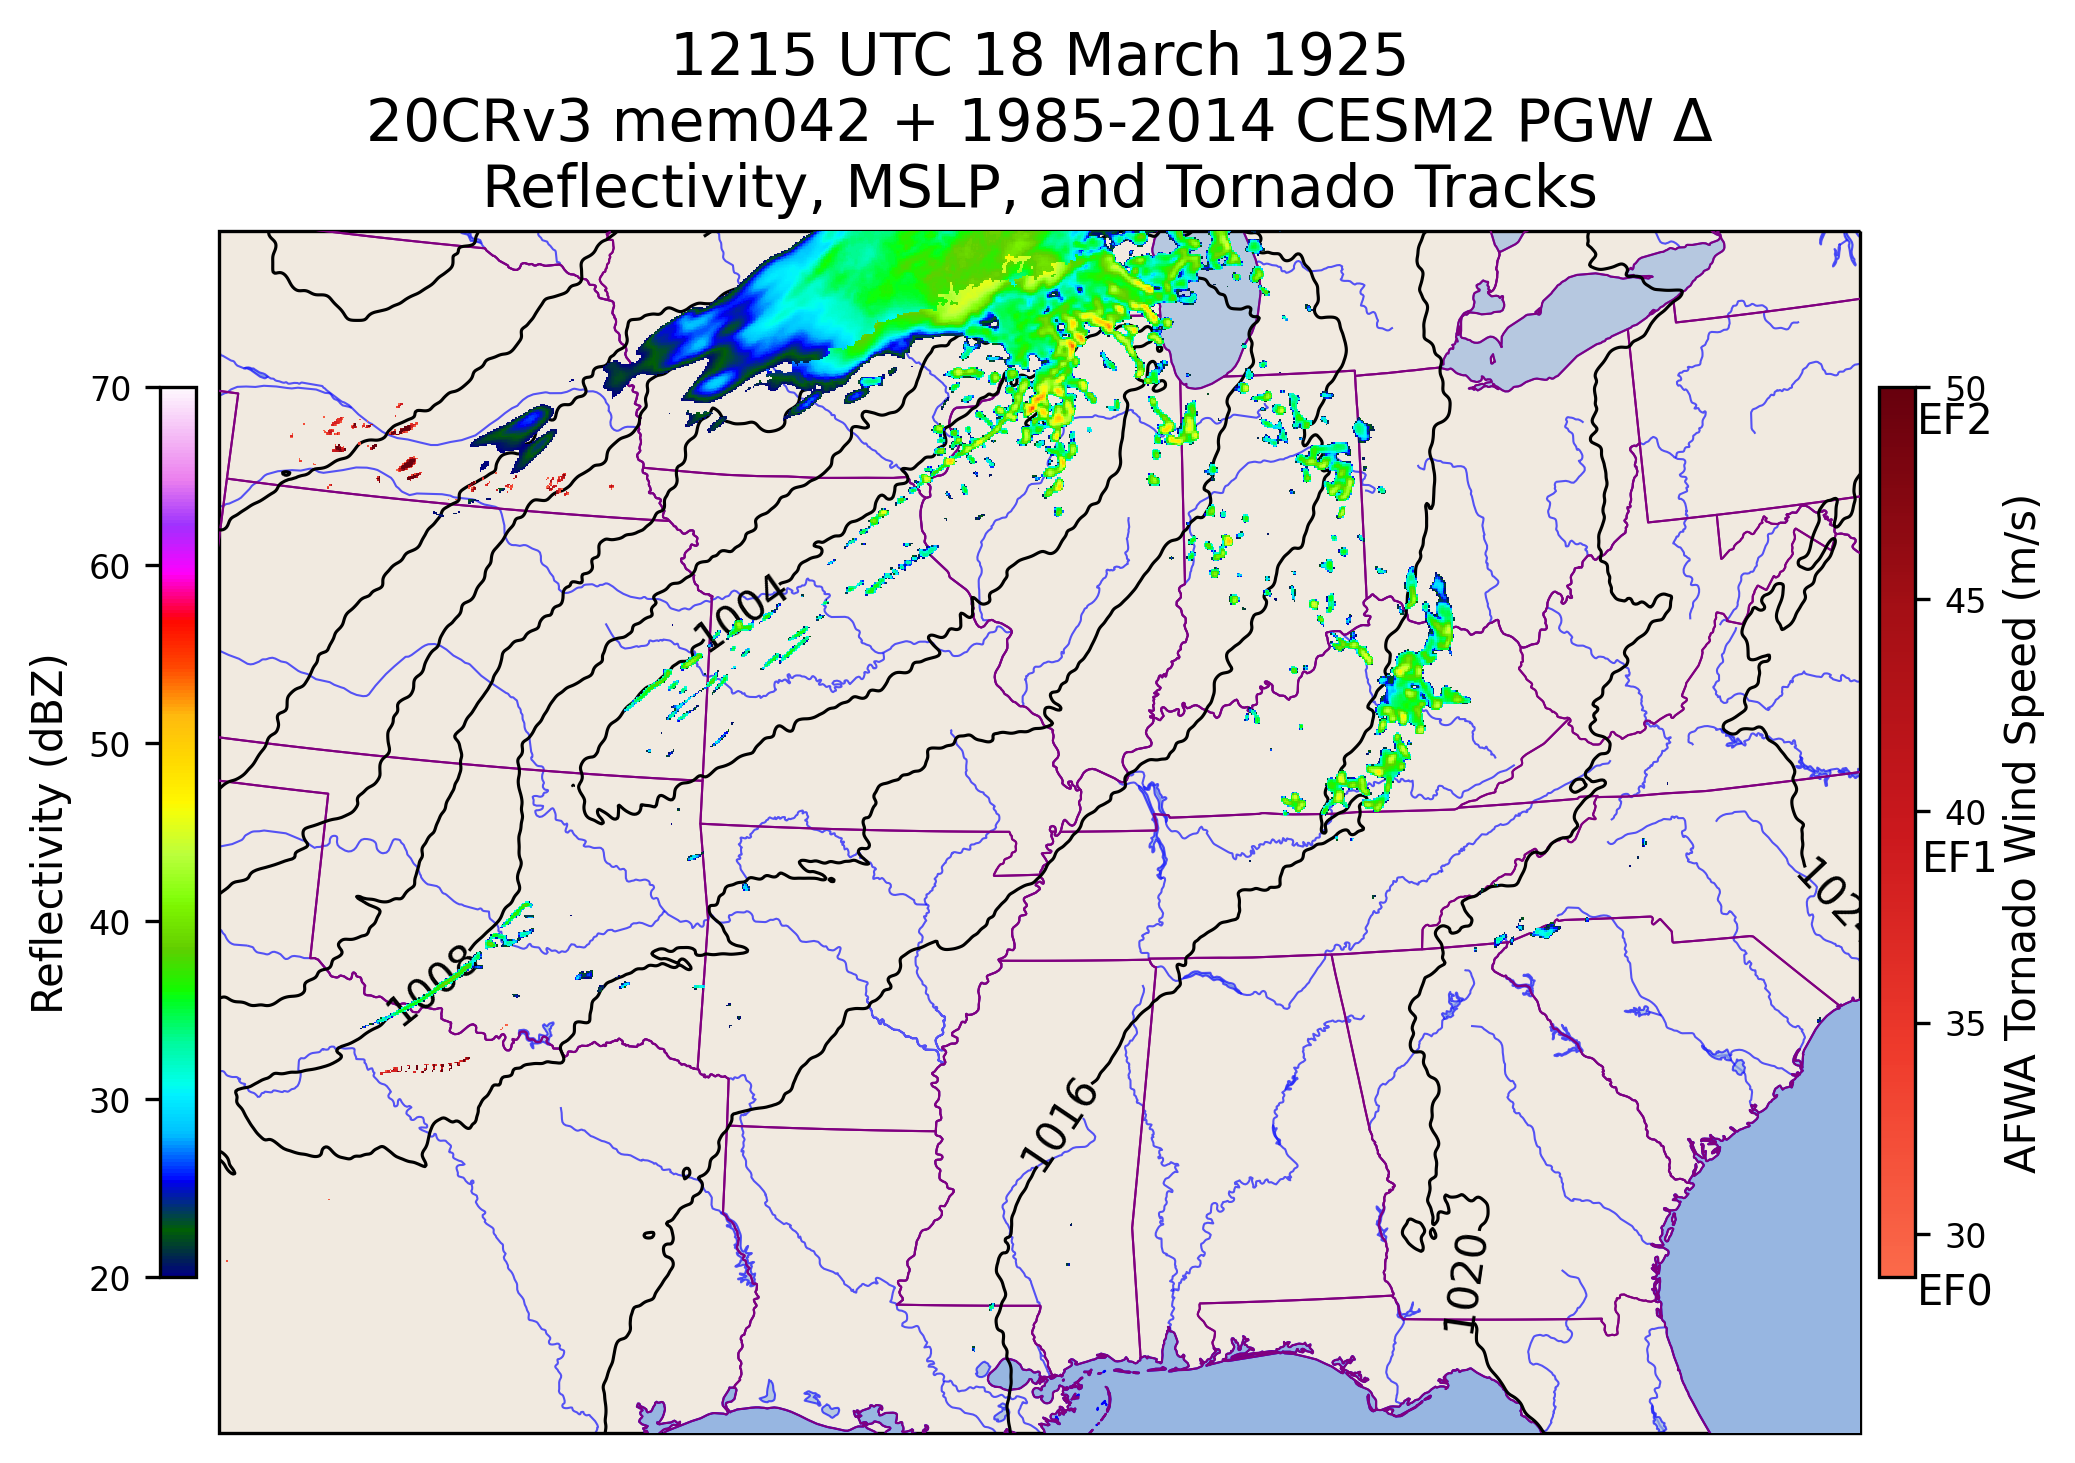 1215 UTC 18 March 1925
20CRv3 mem042 + 1985-2014 CESM2 PGW Δ
Reflectivity, MSLP, and Tornado Tracks
70
60
50
40
30
20
Reflectivity (dBZ)
1004
1008
1016
1020
50
EF2
45
40
EF1
35
30
EF0
AFWA Tornado Wind Speed (m/s)